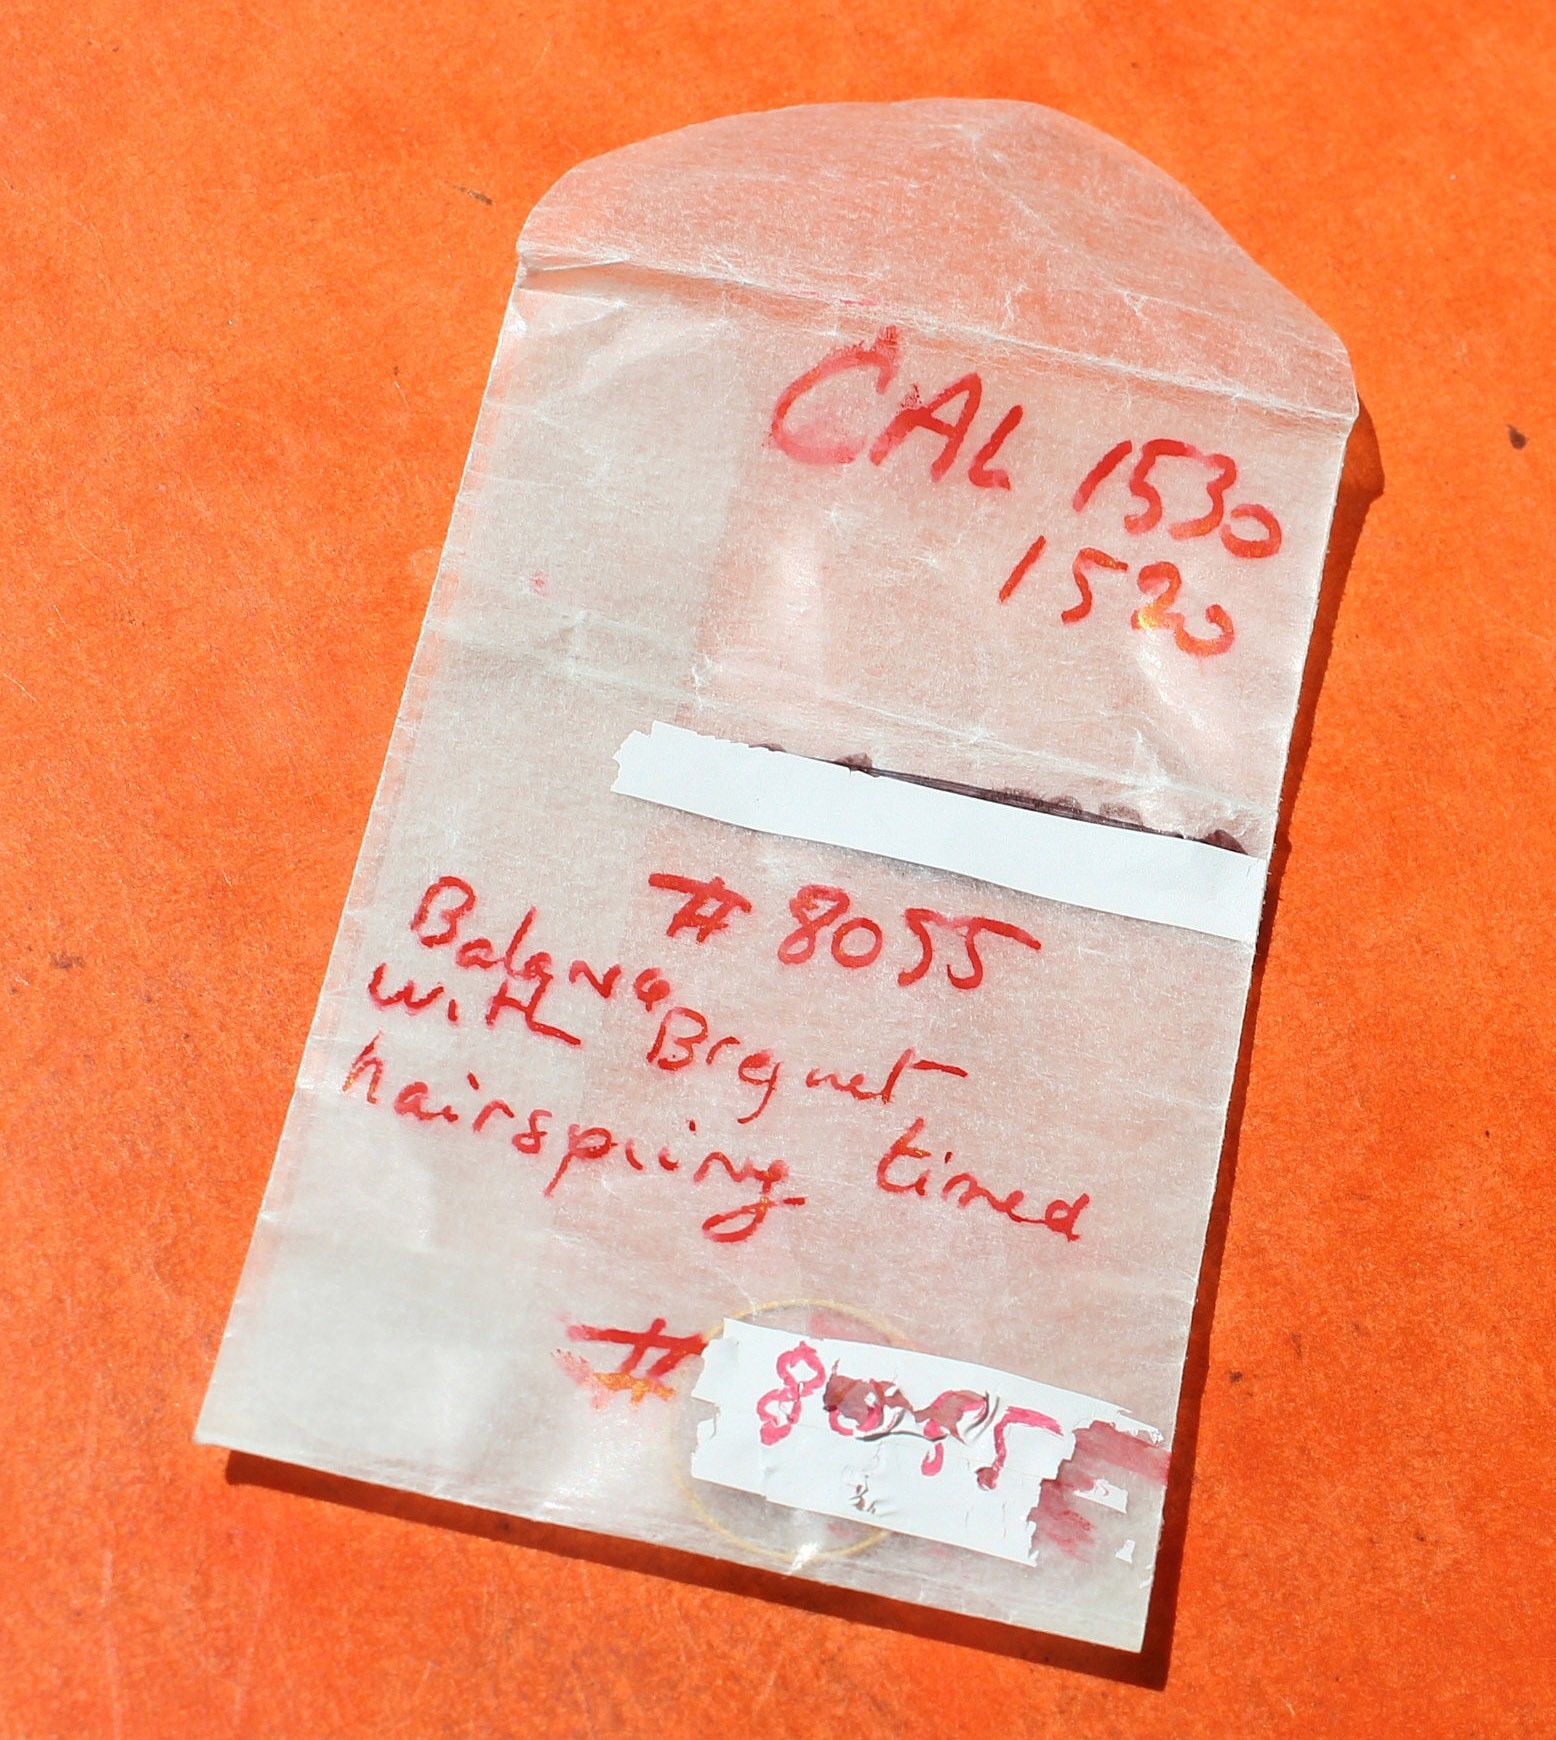 CAL 1530
1520
# 8055
Balance
with Breguet, timed
hairspring
# 8055